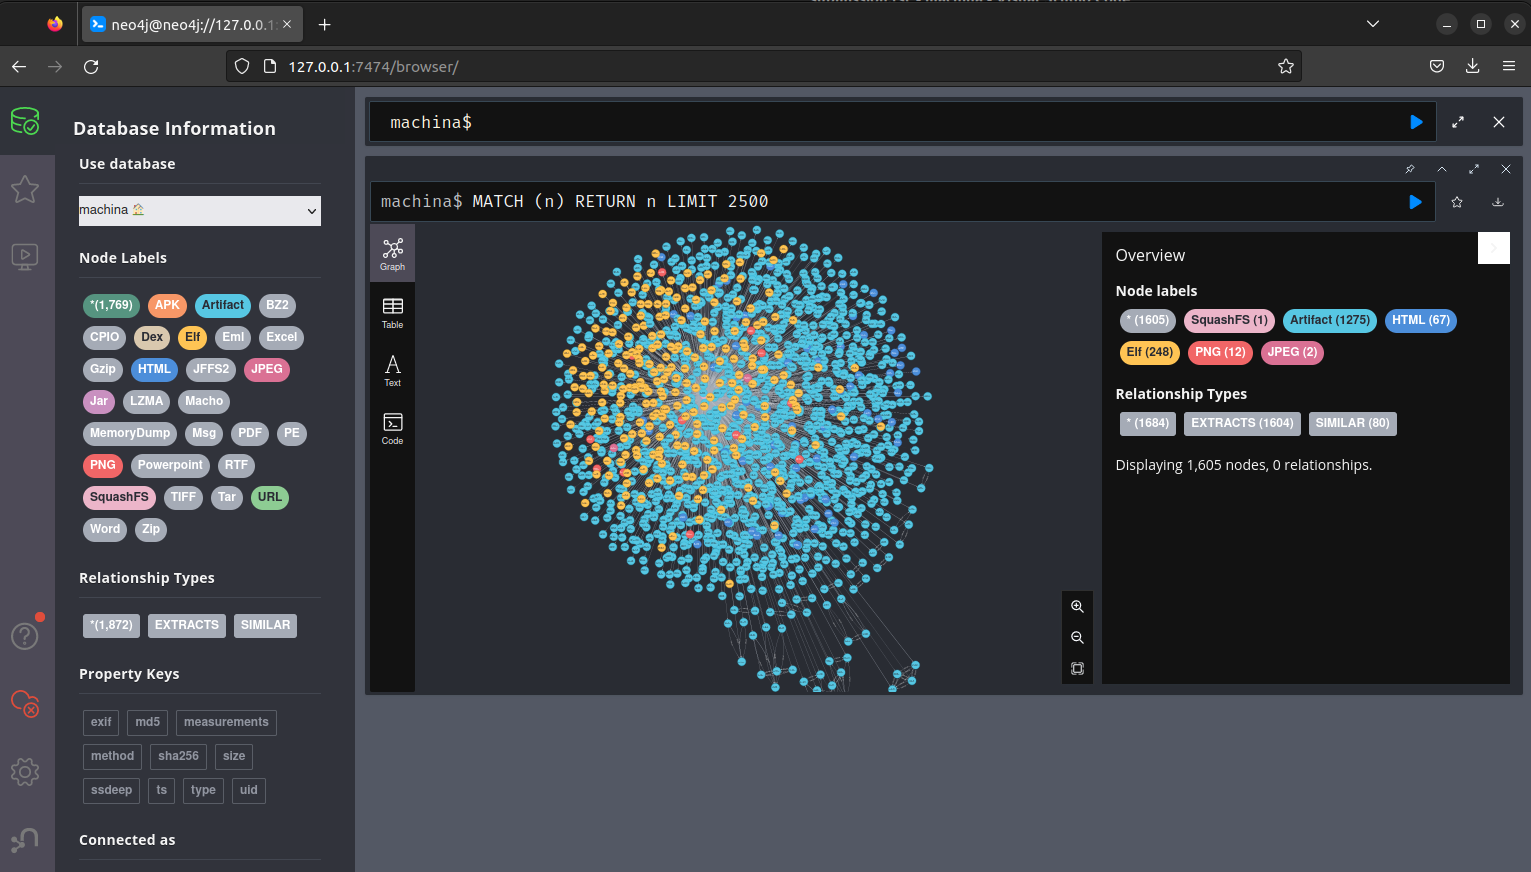 neo4j@neo4j://127.0.0.1:
127.0.0.1:7474/browser/
Database Information
Use database
machina
Node Labels
*(1,769) APK Artifact BZ2
CPIO Dex Elf Eml Excel
Gzip HTML JFFS2 JPEG
Jar LZMA Macho
MemoryDump Msg PDF PE
PNG Powerpoint RTF
SquashFS TIFF Tar URL
Word Zip
Relationship Types
*(1,872) EXTRACTS SIMILAR
Property Keys
exif md5 measurements
method sha256 size
ssdeep ts type uid
Connected as
machina$
machina$ MATCH (n) RETURN n LIMIT 2500
Graph
Table
Text
Code
Overview
Node labels
* (1605) SquashFS (1) Artifact (1275) HTML (67)
Elf (248) PNG (12) JPEG (2)
Relationship Types
* (1684) EXTRACTS (1604) SIMILAR (80)
Displaying 1,605 nodes, 0 relationships.